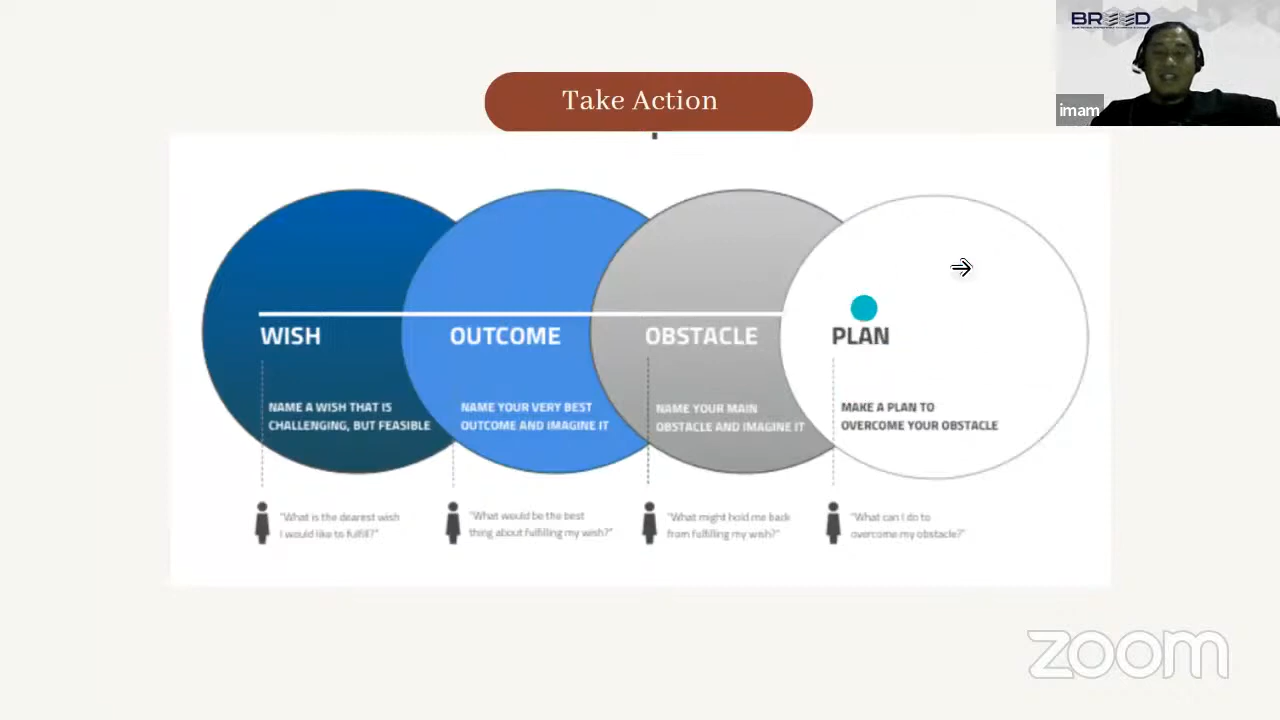 BREED
imam
Take Action
WISH
OUTCOME
OBSTACLE
PLAN
NAME A WISH THAT IS
CHALLENGING, BUT FEASIBLE
NAME YOUR VERY BEST
OUTCOME AND IMAGINE IT
NAME YOUR MAIN
OBSTACLE AND IMAGINE IT
MAKE A PLAN TO
OVERCOME YOUR OBSTACLE
"What is the dearest wish
I would like to fulfill?"
"What would be the best
thing about fulfilling my wish?"
"What might hold me back
from fulfilling my wish?"
"What can I do to
overcome my obstacle?"
zoom